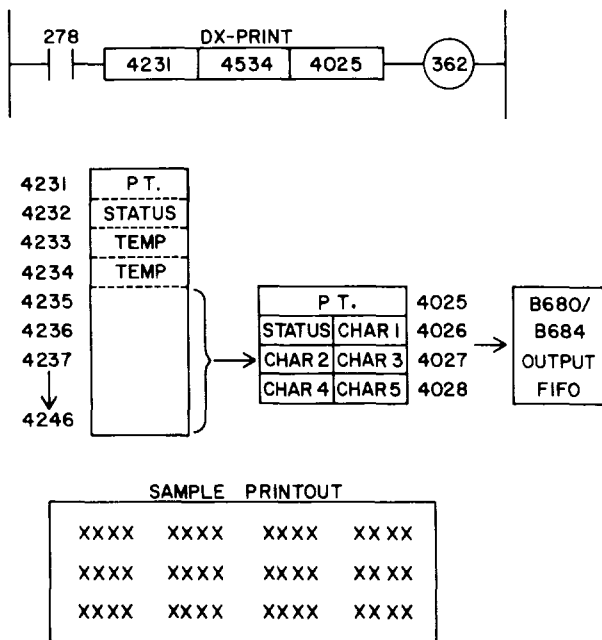 278 DX-PRINT
4231 4534 4025 362
4231 PT.
4232 STATUS
4233 TEMP
4234 TEMP
4235
4236
4237
4246
PT. 4025
STATUS CHAR 1 4026
CHAR 2 CHAR 3 4027
CHAR 4 CHAR 5 4028
B680/
B684
OUTPUT
FIFO
SAMPLE PRINTOUT
XXXX XXXX XXXX XXXX
XXXX XXXX XXXX XXXX
XXXX XXXX XXXX XXXX